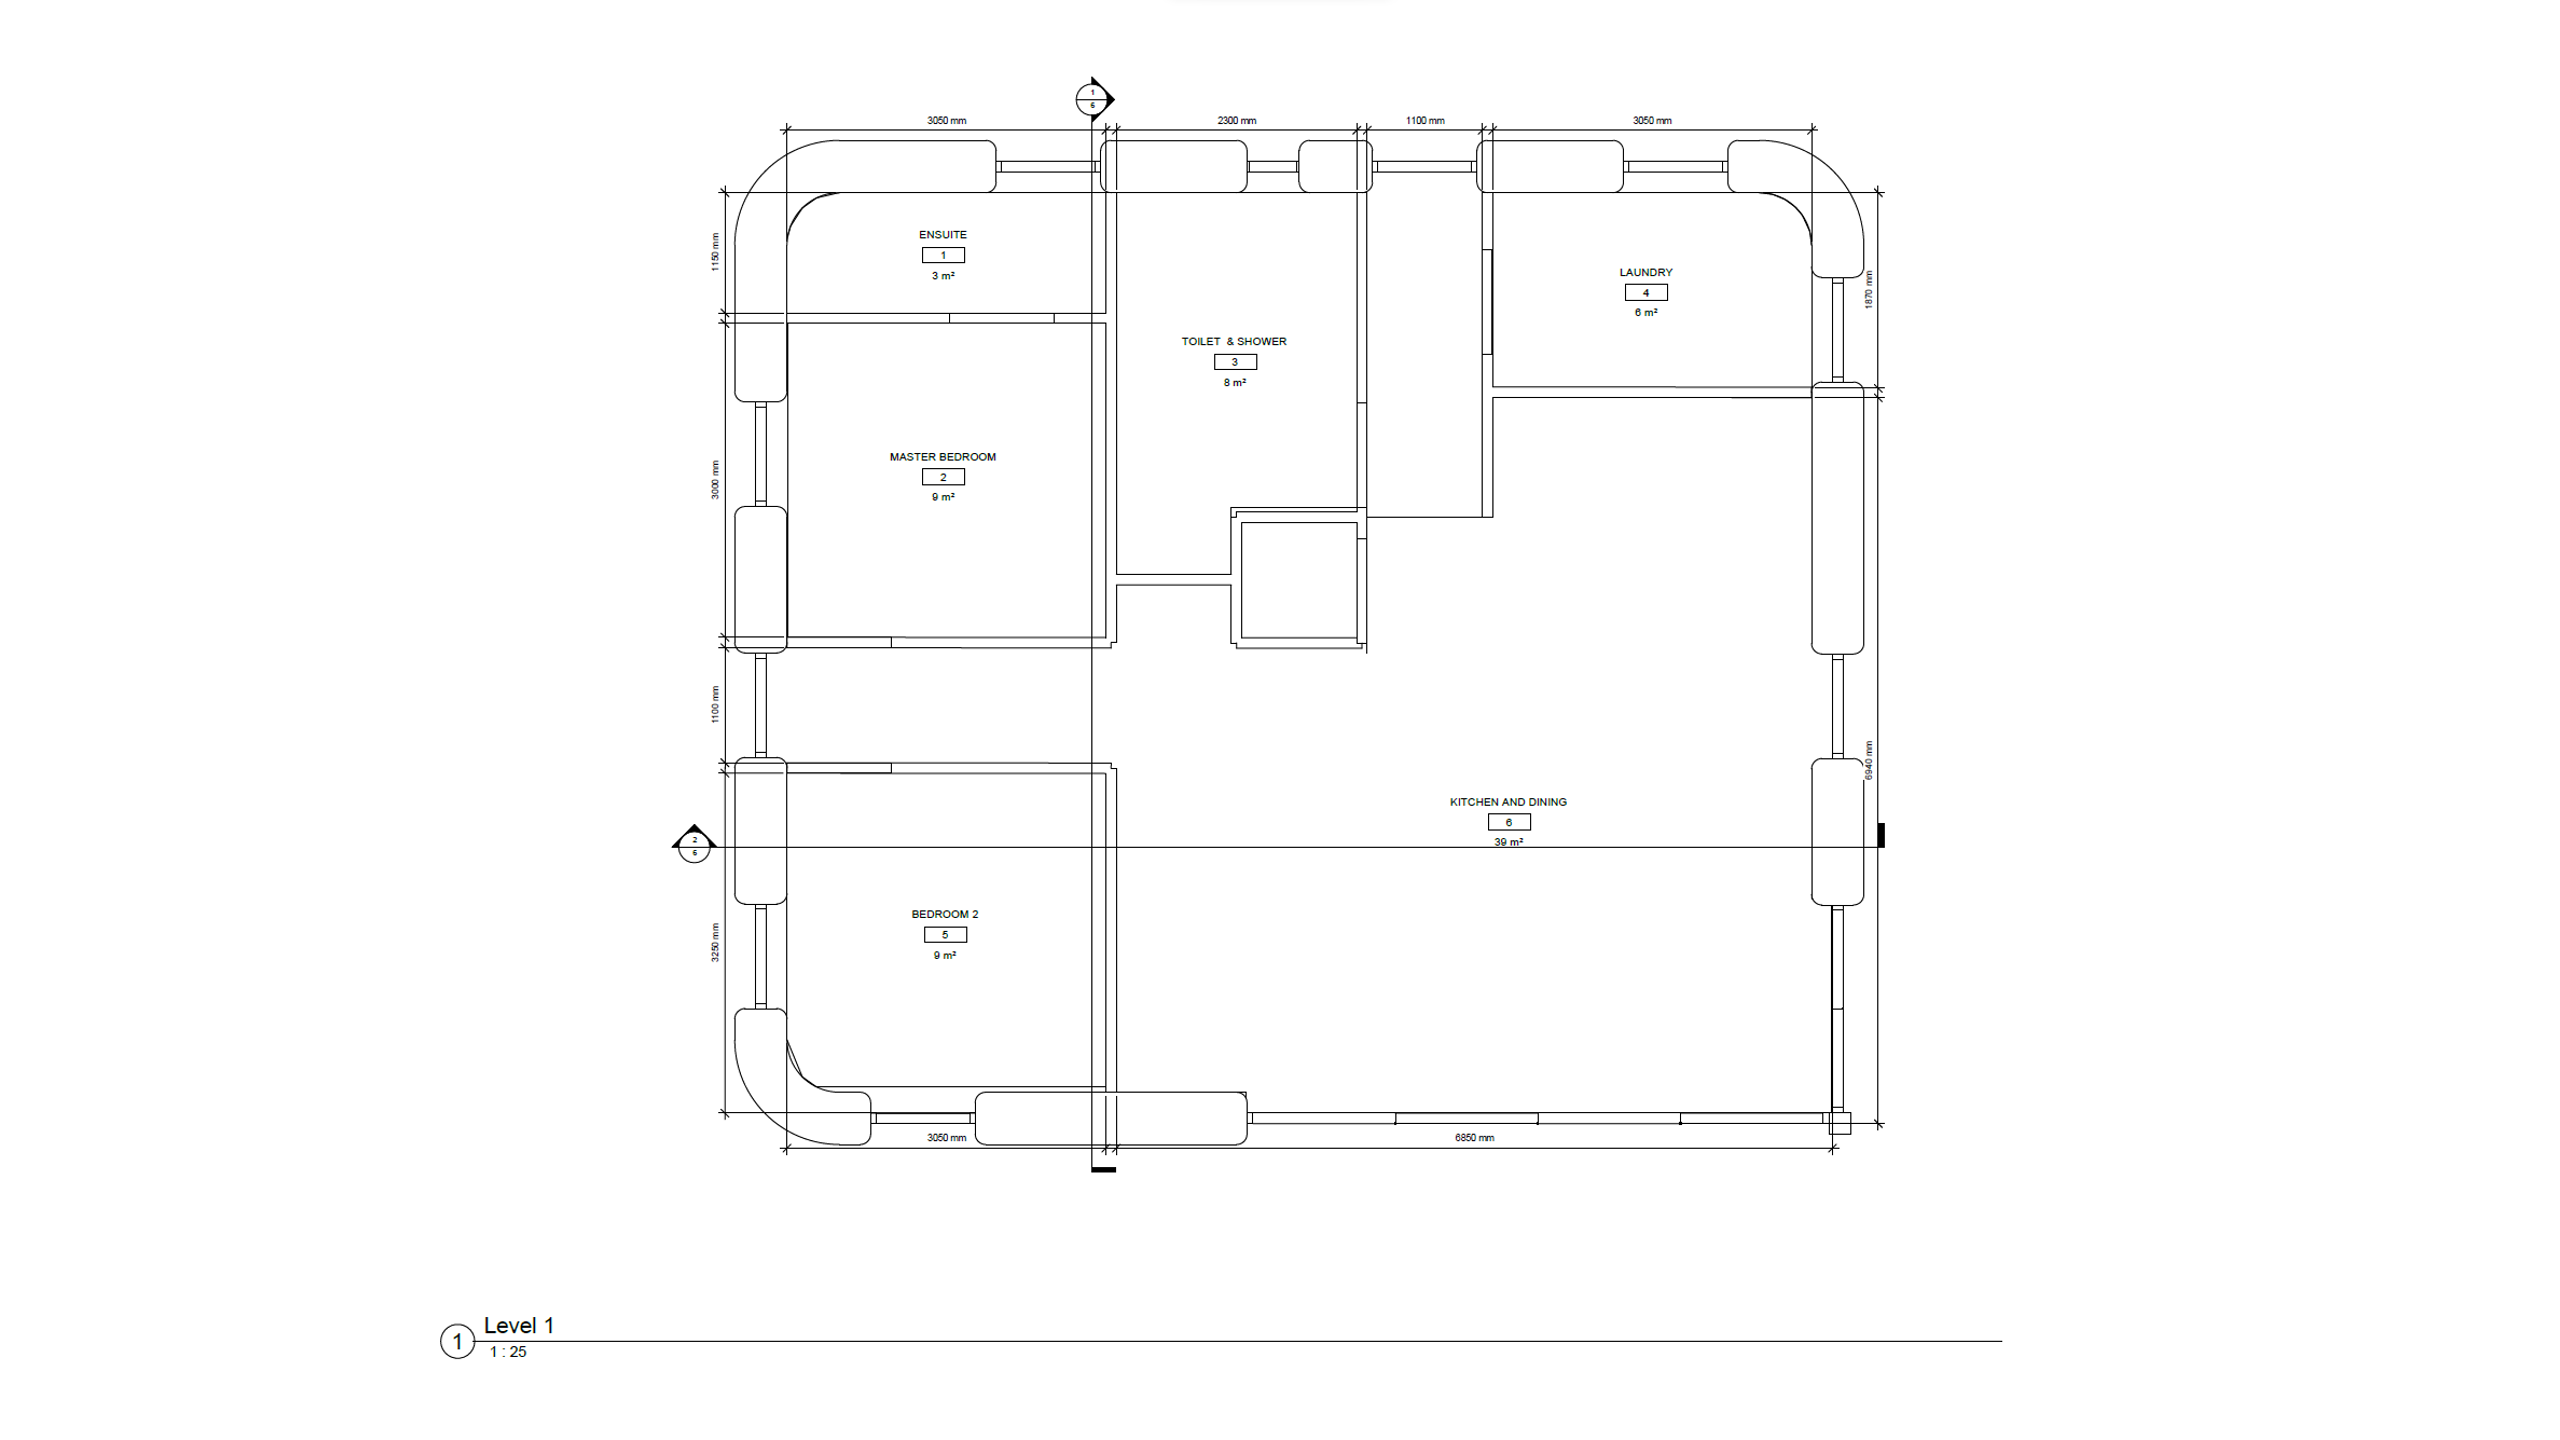 1
6
3050 mm
2300 mm
1100 mm
3050 mm
1150 mm
ENSUITE
1
3 m²
LAUNDRY
4
6 m²
1870 mm
TOILET & SHOWER
3
8 m²
MASTER BEDROOM
2
9 m²
3000 mm
1100 mm
6940 mm
KITCHEN AND DINING
6
39 m²
2
6
BEDROOM 2
5
9 m²
3250 mm
3050 mm
6850 mm
1
Level 1
1 : 25